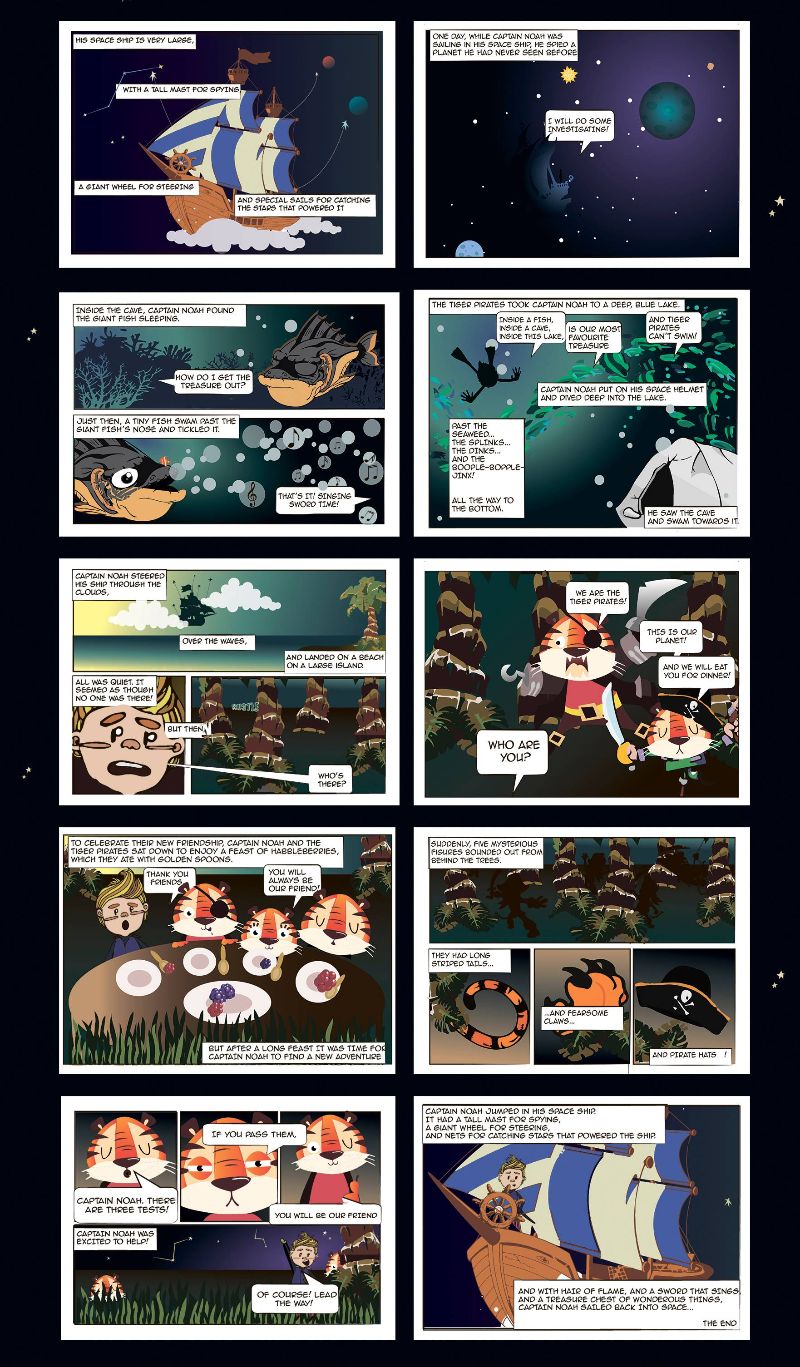 HIS SPACE SHIP IS VERY LARGE,
WITH A TALL MAST FOR SPYING,
A GIANT WHEEL FOR STEERING
AND SPECIAL SAILS FOR CATCHING
THE STARS THAT POWERED IT
ONE DAY, WHILE CAPTAIN NOAH WAS
SAILING IN HIS SPACE SHIP, HE SPIED A
PLANET HE HAD NEVER SEEN BEFORE
I WILL DO SOME
INVESTIGATING!
INSIDE THE CAVE, CAPTAIN NOAH FOUND
THE GIANT FISH SLEEPING.
HOW DO I GET THE
TREASURE OUT?
JUST THEN, A TINY FISH SWAM PAST THE
GIANT FISH'S NOSE AND TICKLED IT.
THAT'S IT! SINGING
SWORD TIME!
THE TIGER PIRATES TOOK CAPTAIN NOAH TO A DEEP, BLUE LAKE.
INSIDE A FISH,
INSIDE A CAVE,
INSIDE THIS LAKE,
IS OUR MOST
FAVOURITE
TREASURE
AND TIGER
PIRATES
CAN'T SWIM!
CAPTAIN NOAH PUT ON HIS SPACE HELMET
AND DIVED DEEP INTO THE LAKE.
PAST THE
SEAWEED...
THE SPLINKS...
THE DINKS...
AND THE
BOOPLE-BOPPLE-
JINX!
ALL THE WAY TO
THE BOTTOM.
HE SAW THE CAVE
AND SWAM TOWARDS IT.
CAPTAIN NOAH STEERED
HIS SHIP THROUGH THE
CLOUDS,
OVER THE WAVES,
AND LANDED ON A BEACH
ON A LARGE ISLAND.
ALL WAS QUIET. IT
SEEMED AS THOUGH
NO ONE WAS THERE!
BUT THEN,
RUSTLE
WHO'S
THERE?
WE ARE THE
TIGER PIRATES!
THIS IS OUR
PLANET!
AND WE WILL EAT
YOU FOR DINNER!
WHO ARE
YOU?
TO CELEBRATE THEIR NEW FRIENDSHIP, CAPTAIN NOAH AND THE
TIGER PIRATES SAT DOWN TO ENJOY A FEAST OF HABBLEBERRIES,
WHICH THEY ATE WITH GOLDEN SPOONS.
THANK YOU
FRIENDS
YOU WILL
ALWAYS BE
OUR FRIEND!
BUT AFTER A LONG FEAST IT WAS TIME FOR
CAPTAIN NOAH TO FIND A NEW ADVENTURE
SUDDENLY, FIVE MYSTERIOUS
FIGURES BOUNDED OUT FROM
BEHIND THE TREES.
THEY HAD LONG
STRIPED TAILS...
...AND FEARSOME
CLAWS...
AND PIRATE HATS !
CAPTAIN NOAH. THERE
ARE THREE TESTS!
IF YOU PASS THEM,
YOU WILL BE OUR FRIEND
CAPTAIN NOAH WAS
EXCITED TO HELP!
OF COURSE! LEAD
THE WAY!
CAPTAIN NOAH JUMPED IN HIS SPACE SHIP.
IT HAD A TALL MAST FOR SPYING,
A GIANT WHEEL FOR STEERING,
AND NETS FOR CATCHING STARS THAT POWERED THE SHIP.
AND WITH HAIR OF FLAME, AND A SWORD THAT SINGS,
AND A TREASURE CHEST OF WONDEROUS THINGS,
CAPTAIN NOAH SAILED BACK INTO SPACE...
THE END